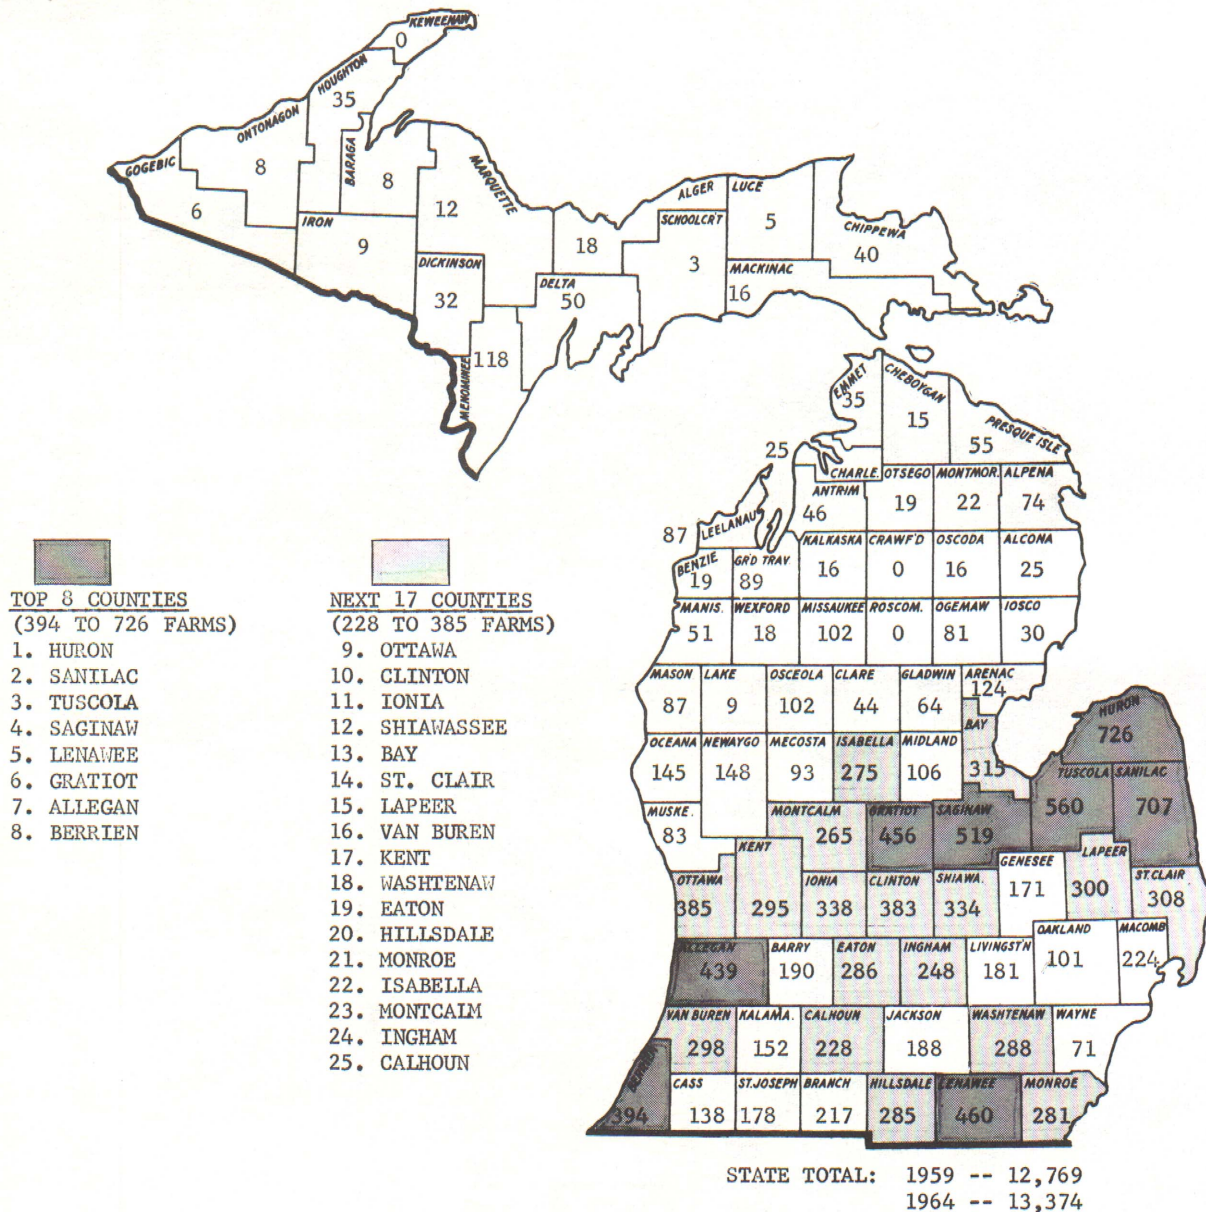 KEWEENAW
0
HOUGHTON
35
ONTONAGON
8
GOGEBIC
6
BARAGA
8
MARQUETTE
12
IRON
9
DICKINSON
32
MENOMINEE
118
DELTA
50
ALGER
18
SCHOOLCR'T
3
LUCE
5
MACKINAC
16
CHIPPEWA
40
EMMET
35
CHEBOYGAN
15
PRESQUE ISLE
55
25
CHARLE.
OTSEGO
19
MONTMOR.
22
ALPENA
74
ANTRIM
46
87
LEELANAU
BENZIE
19
GR'D TRAV.
89
KALKASKA
16
CRAWF'D
0
OSCODA
16
ALCONA
25
MANIS.
51
WEXFORD
18
MISSAUKEE
102
ROSCOM.
0
OGEMAW
81
IOSCO
30
MASON
87
LAKE
9
OSCEOLA
102
CLARE
44
GLADWIN
64
ARENAC
124
OCEANA
145
NEWAYGO
148
MECOSTA
93
ISABELLA
275
MIDLAND
106
BAY
315
HURON
726
TUSCOLA
560
SANILAC
707
MUSKE.
83
MONTCALM
265
GRATIOT
456
SAGINAW
519
KENT
295
OTTAWA
385
IONIA
338
CLINTON
383
SHIAWA.
334
GENESEE
171
LAPEER
300
ST.CLAIR
308
ALLEGAN
439
BARRY
190
EATON
286
INGHAM
248
LIVINGST'N
181
OAKLAND
101
MACOMB
224
VAN BUREN
298
KALAMA.
152
CALHOUN
228
JACKSON
188
WASHTENAW
288
WAYNE
71
BERRIEN
394
CASS
138
ST.JOSEPH
178
BRANCH
217
HILLSDALE
285
LENAWEE
460
MONROE
281
TOP 8 COUNTIES
(394 TO 726 FARMS)
1. HURON
2. SANILAC
3. TUSCOLA
4. SAGINAW
5. LENAWEE
6. GRATIOT
7. ALLEGAN
8. BERRIEN
NEXT 17 COUNTIES
(228 TO 385 FARMS)
9. OTTAWA
10. CLINTON
11. IONIA
12. SHIAWASSEE
13. BAY
14. ST. CLAIR
15. LAPEER
16. VAN BUREN
17. KENT
18. WASHTENAW
19. EATON
20. HILLSDALE
21. MONROE
22. ISABELLA
23. MONTCALM
24. INGHAM
25. CALHOUN
STATE TOTAL: 1959 -- 12,769
1964 -- 13,374